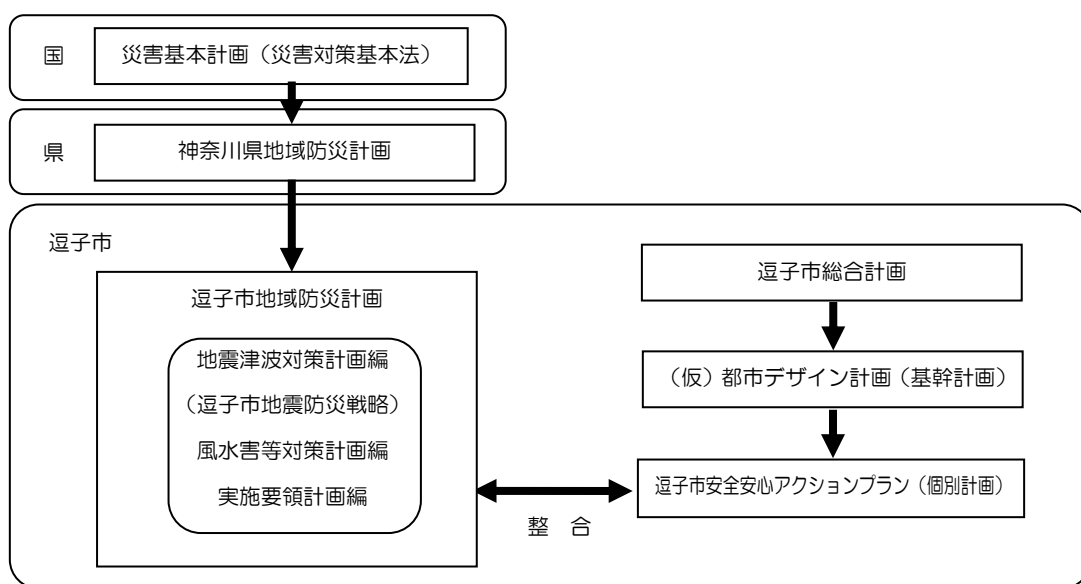 国
災害基本計画(災害対策基本法)
県
神奈川県地域防災計画
逗子市
逗子市地域防災計画
地震津波対策計画編
(逗子市地震防災戦略)
風水害等対策計画編
実施要領計画編
逗子市総合計画
(仮)都市デザイン計画(基幹計画)
逗子市安全安心アクションプラン(個別計画)
整 合